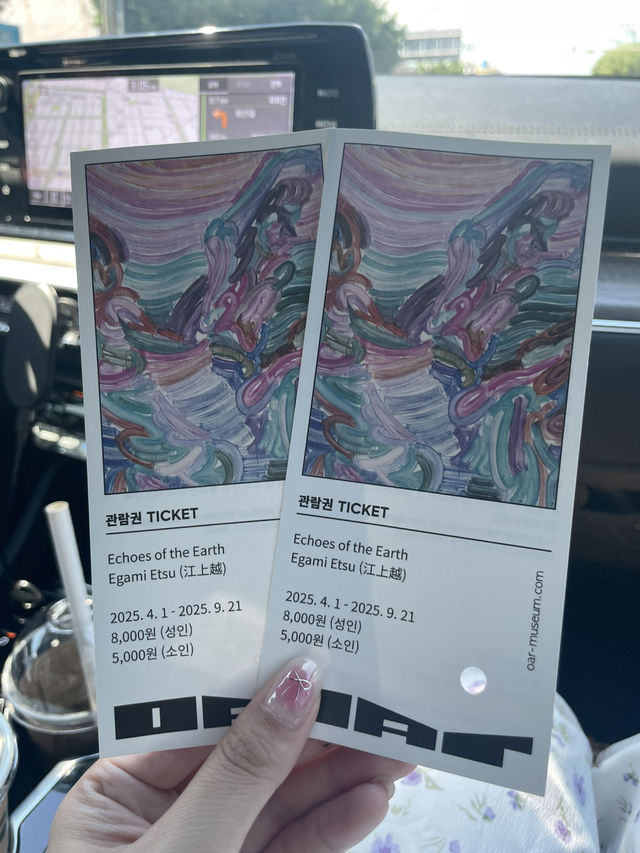 관람권 TICKET
Echoes of the Earth
Egami Etsu (江上越)
2025. 4. 1 - 2025. 9. 21
8,000원 (성인)
5,000원 (소인)
관람권 TICKET
Echoes of the Earth
Egami Etsu (江上越)
2025. 4. 1 - 2025. 9. 21
8,000원 (성인)
5,000원 (소인)
oar-museum.com